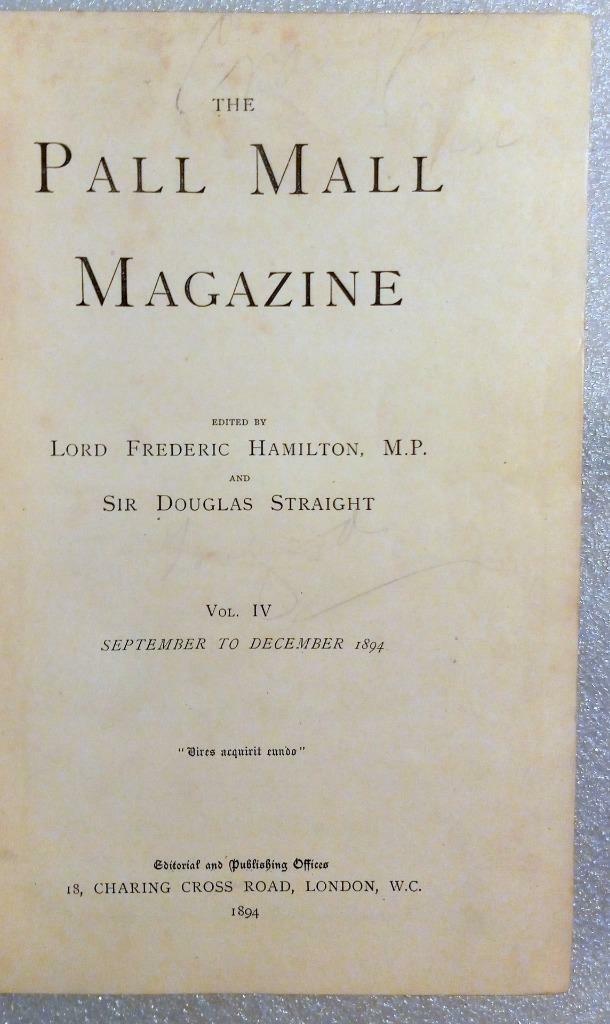 THE
PALL MALL
MAGAZINE
EDITED BY
LORD FREDERIC HAMILTON, M.P.
AND
SIR DOUGLAS STRAIGHT
VOL. IV
SEPTEMBER TO DECEMBER 1894
"Vires acquirit eundo"
Editorial and Publishing Offices
18, CHARING CROSS ROAD, LONDON, W.C.
1894